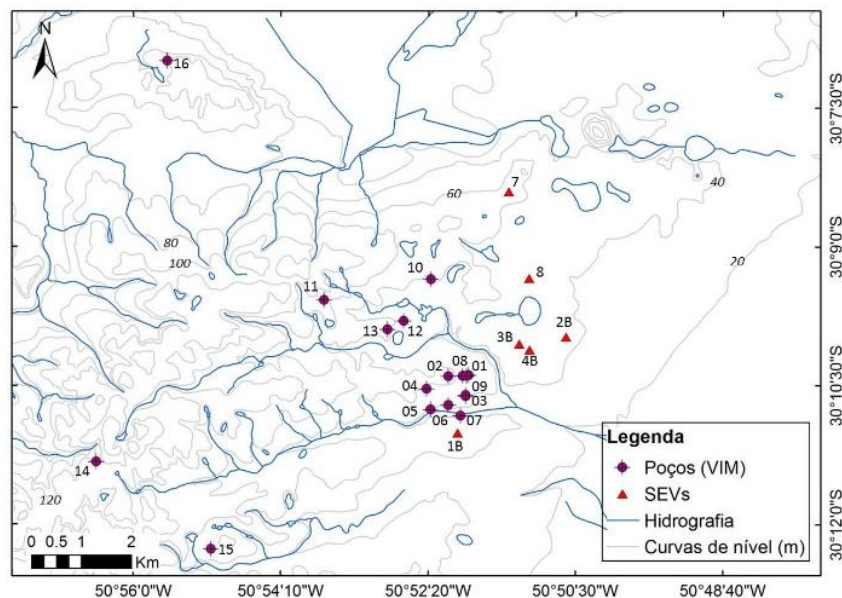 N
16
30°7'30"S
7
60
40
80
100
10
8
30°9'0"S
20
11
13
12
2B
3B
4B
02
08
01
04
09
03
05
06
07
30°10'30"S
1B
14
Legenda
Poços (VIM)
SEVs
Hidrografia
Curvas de nível (m)
120
15
30°12'0"S
0 0.5 1 2
Km
50°56'0"W 50°54'10"W 50°52'20"W 50°50'30"W 50°48'40"W